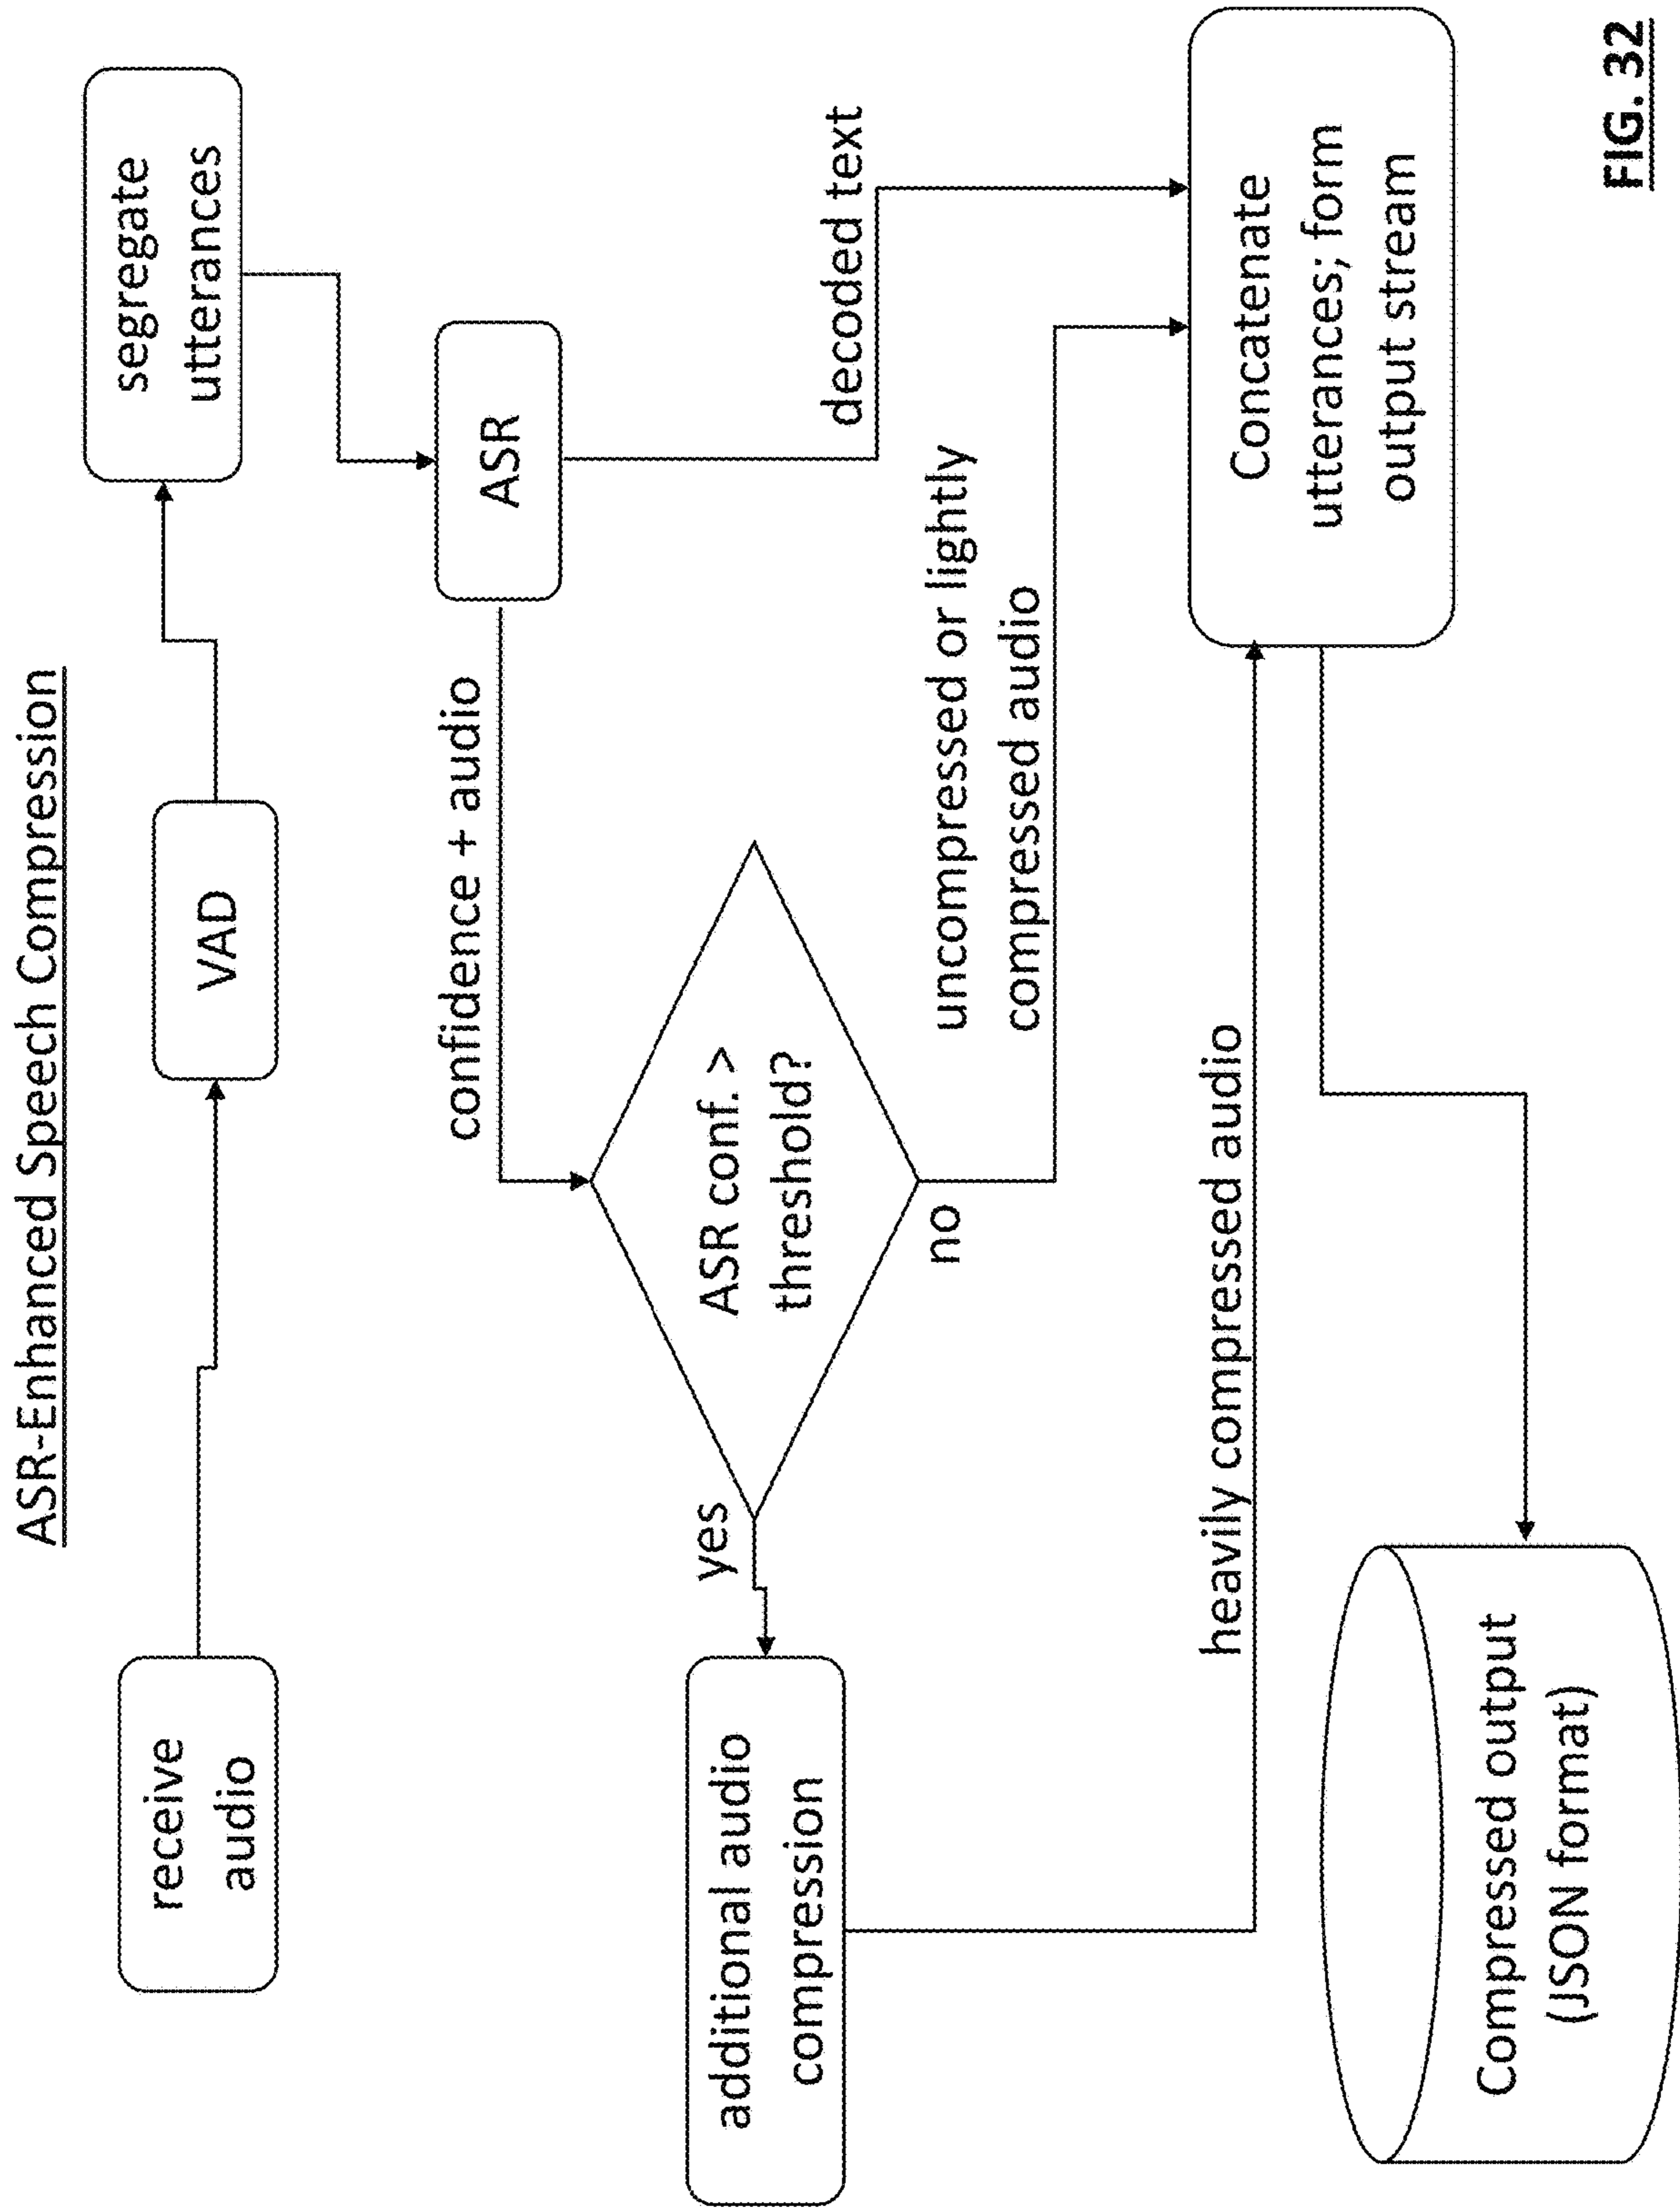 ASR-Enhanced Speech Compression
receive
audio
VAD
segregate
utterances
confidence + audio
ASR
yes
ASR conf. >
threshold?
no
additional audio
compression
decoded text
uncompressed or lightly
compressed audio
heavily compressed audio
Concatenate
utterances; form
output stream
Compressed output
(JSON format)
FIG. 32